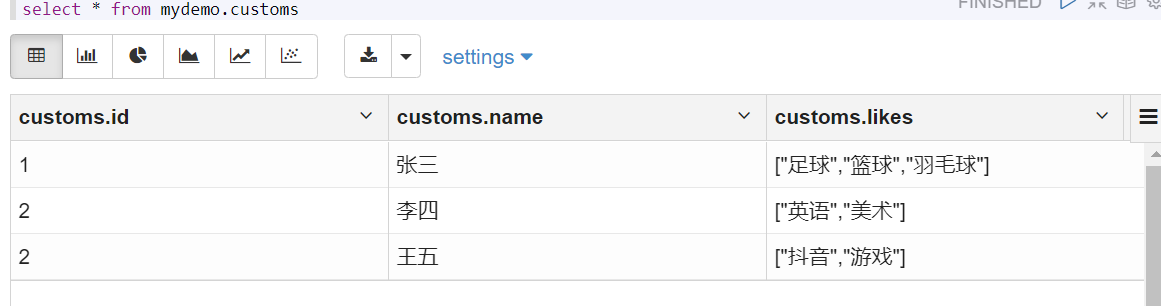 select * from mydemo.customs
FINISHED
settings
customs.id customs.name customs.likes
1 张三 ["足球","篮球","羽毛球"]
2 李四 ["英语","美术"]
2 王五 ["抖音","游戏"]